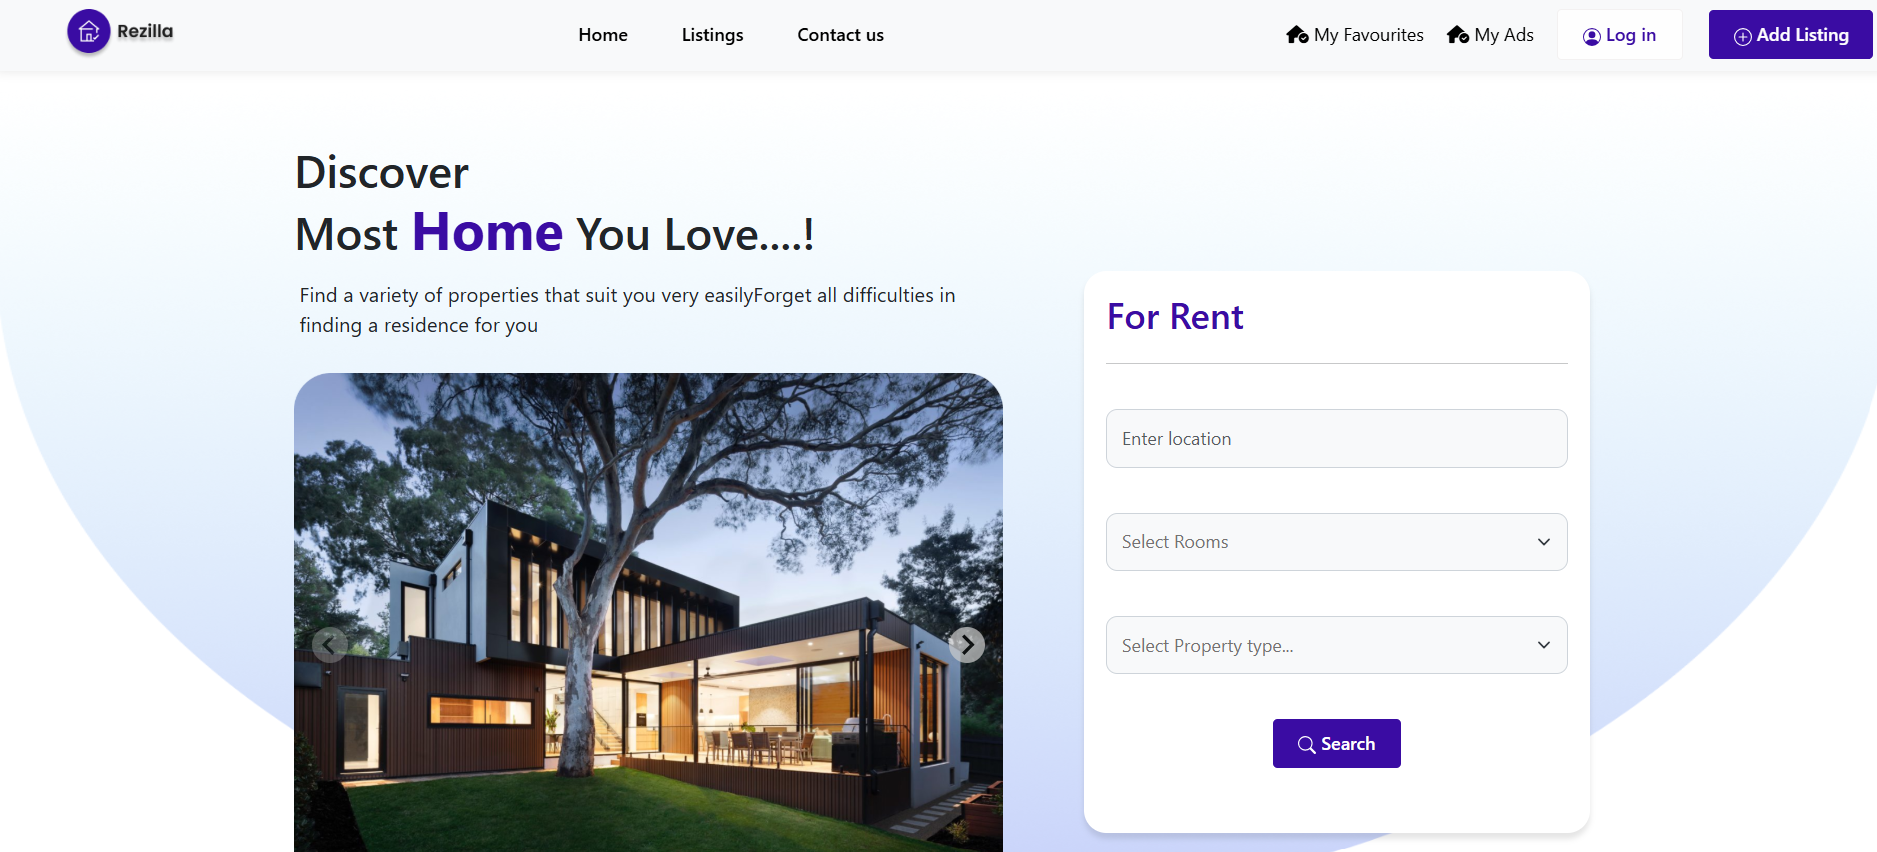 Rezilla
Home
Listings
Contact us
My Favourites
My Ads
Log in
Add Listing
Discover
Most Home You Love....!
Find a variety of properties that suit you very easilyForget all difficulties in
finding a residence for you
For Rent
Enter location
Select Rooms
Select Property type...
Search